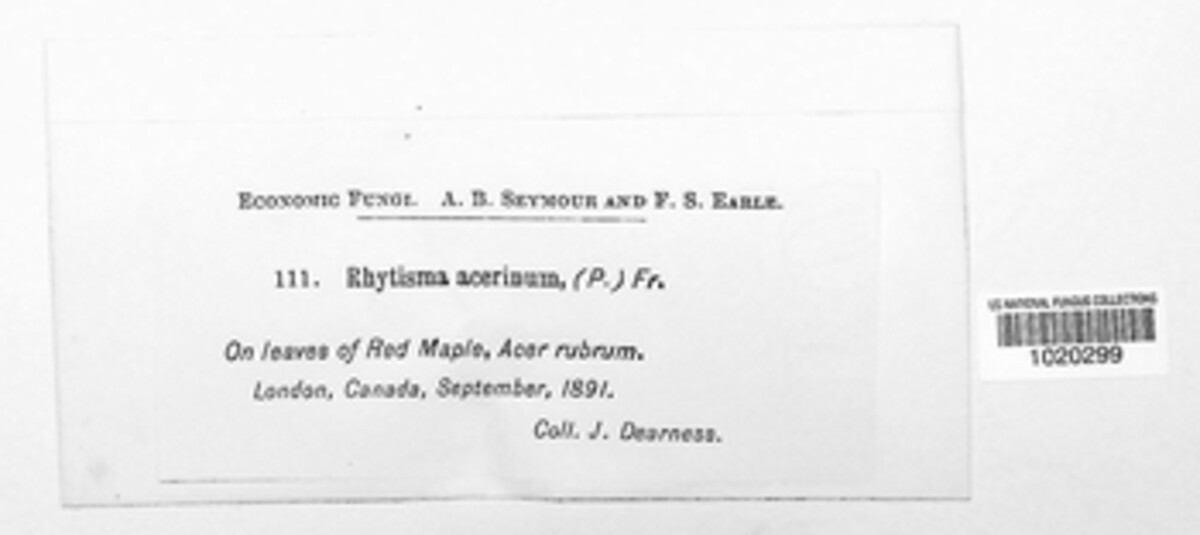 ECONOMIC FUNGI. A. B. SEYMOUR AND F. S. EARLE.
111. Rhytisma acerinum, (P.) Fr.
On leaves of Red Maple, Acer rubrum.
London, Canada, September, 1891.
Coll. J. Dearness.
US NATIONAL FUNGUS COLLECTIONS
1020299